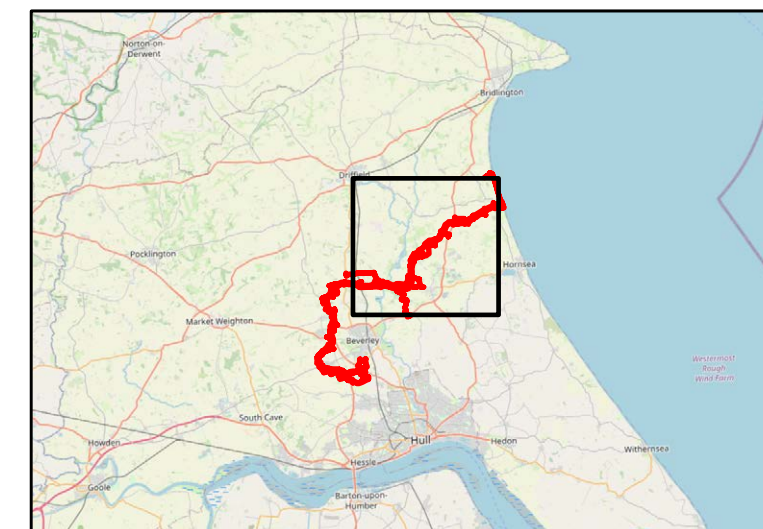 Norton-on-
Derwent
Bridlington
Driffield
Pocklington
Hornsea
Market Weighton
Beverley
Westermost
Rough
Wind Farm
South Cave
Howden
Hull
Hedon
Withernsea
Hessle
Goole
Barton-upon-
Humber